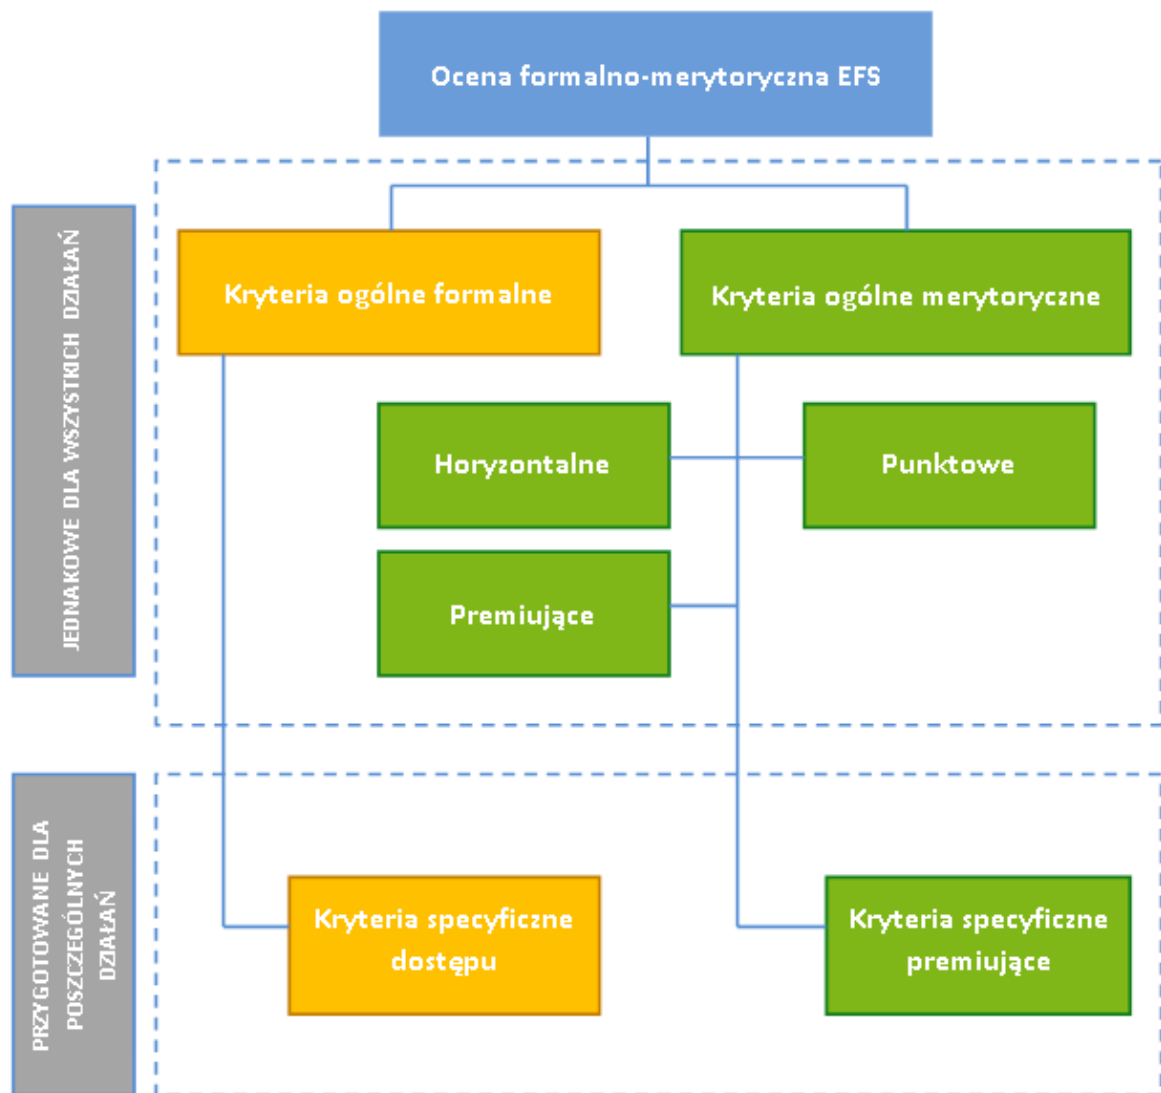 Ocena formalno-merytoryczna EFS
JEDNAKOWE DLA WSZYSTKICH DZIAŁAŃ
Kryteria ogólne formalne
Kryteria ogólne merytoryczne
Horyzontalne
Punktowe
Premiujące
PRZYGOTOWANE DLA
POSZCZEGÓLNYCH
DZIAŁAŃ
Kryteria specyficzne
dostępu
Kryteria specyficzne
premiujące